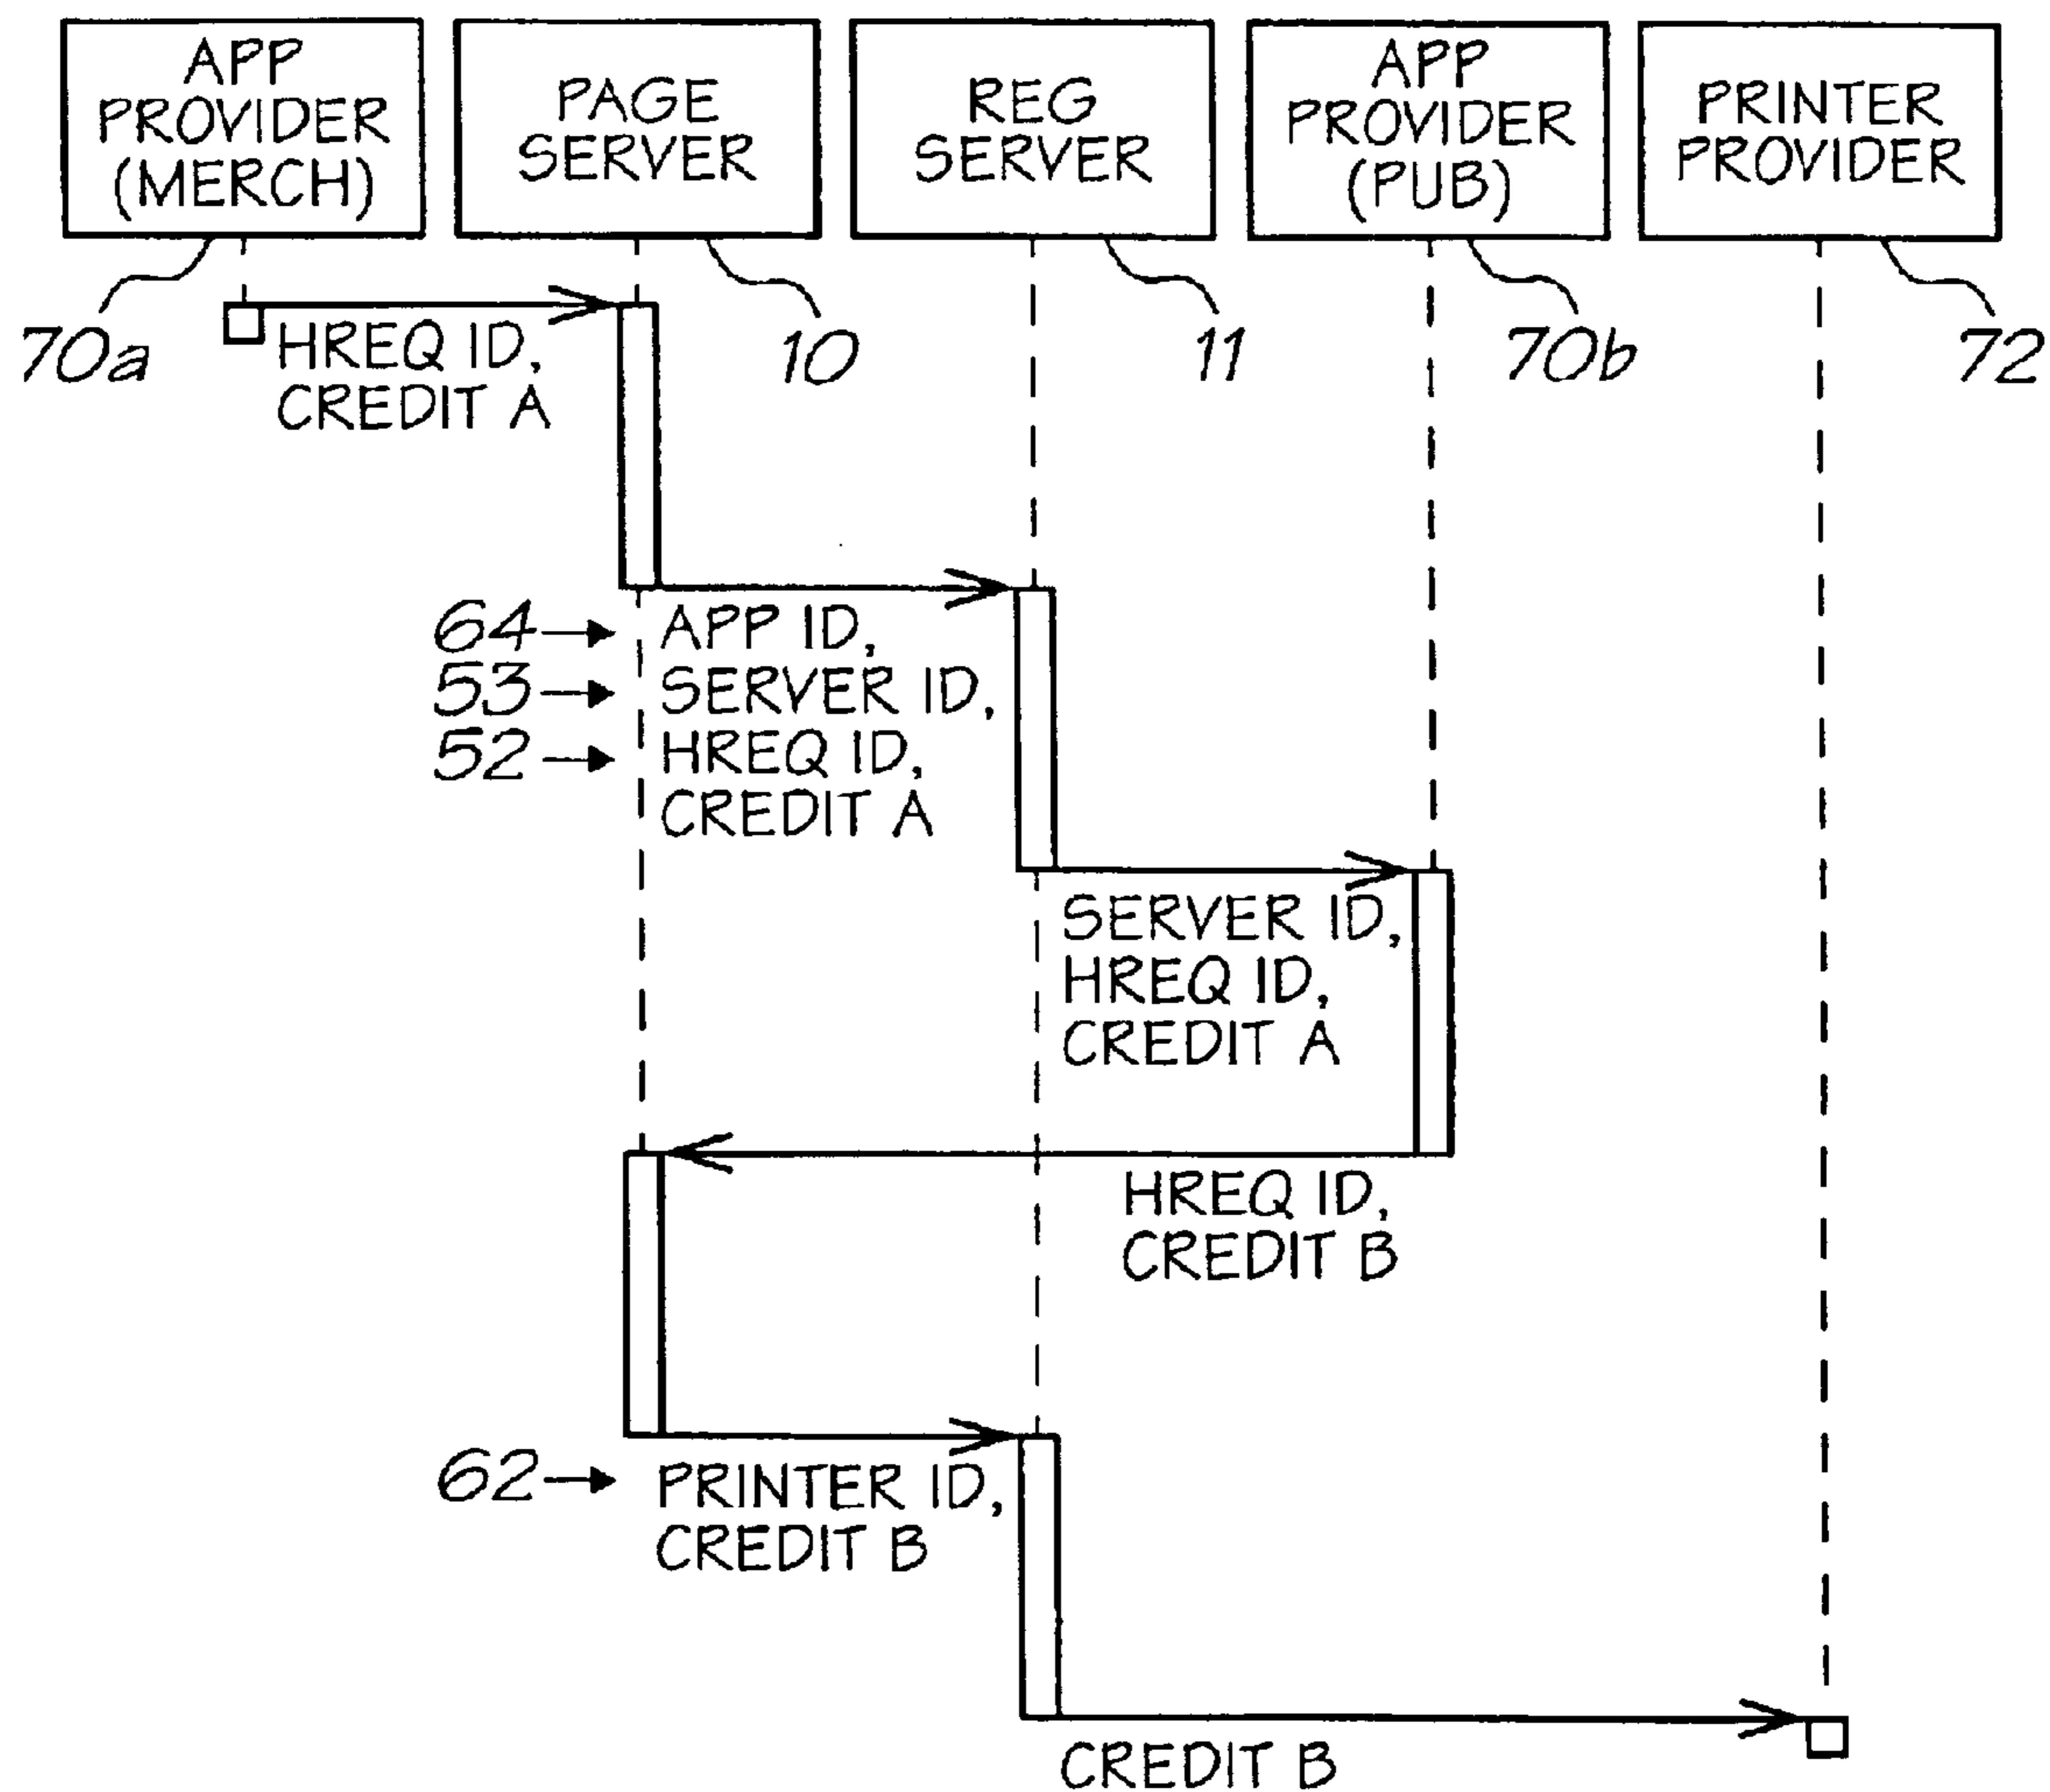 APP
PROVIDER
(MERCH)
PAGE
SERVER
REG
SERVER
APP
PROVIDER
(PUB)
PRINTER
PROVIDER
70a
10
11
70b
72
HREQ ID,
CREDIT A
64
APP ID,
53
SERVER ID,
52
HREQ ID,
CREDIT A
SERVER ID,
HREQ ID,
CREDIT A
HREQ ID,
CREDIT B
62
PRINTER ID,
CREDIT B
CREDIT B